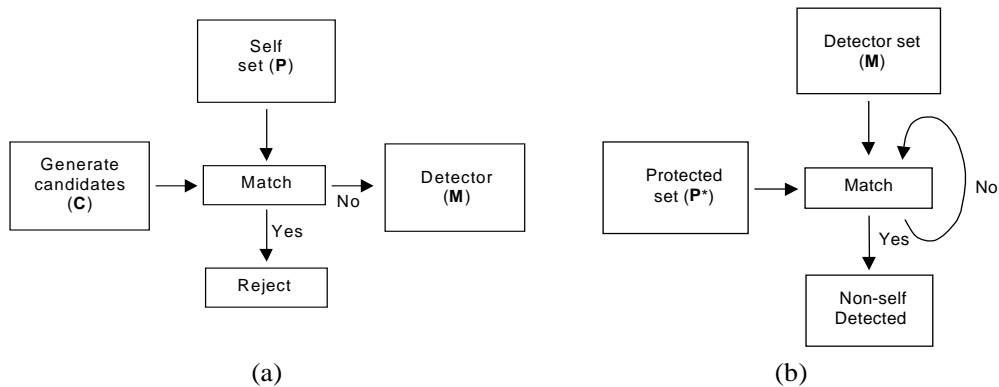 Self
set (P)
Generate
candidates
(C)
Match
No
Detector
(M)
Yes
Reject
(a)
Detector set
(M)
Protected
set (P*)
Match
No
Yes
Non-self
Detected
(b)